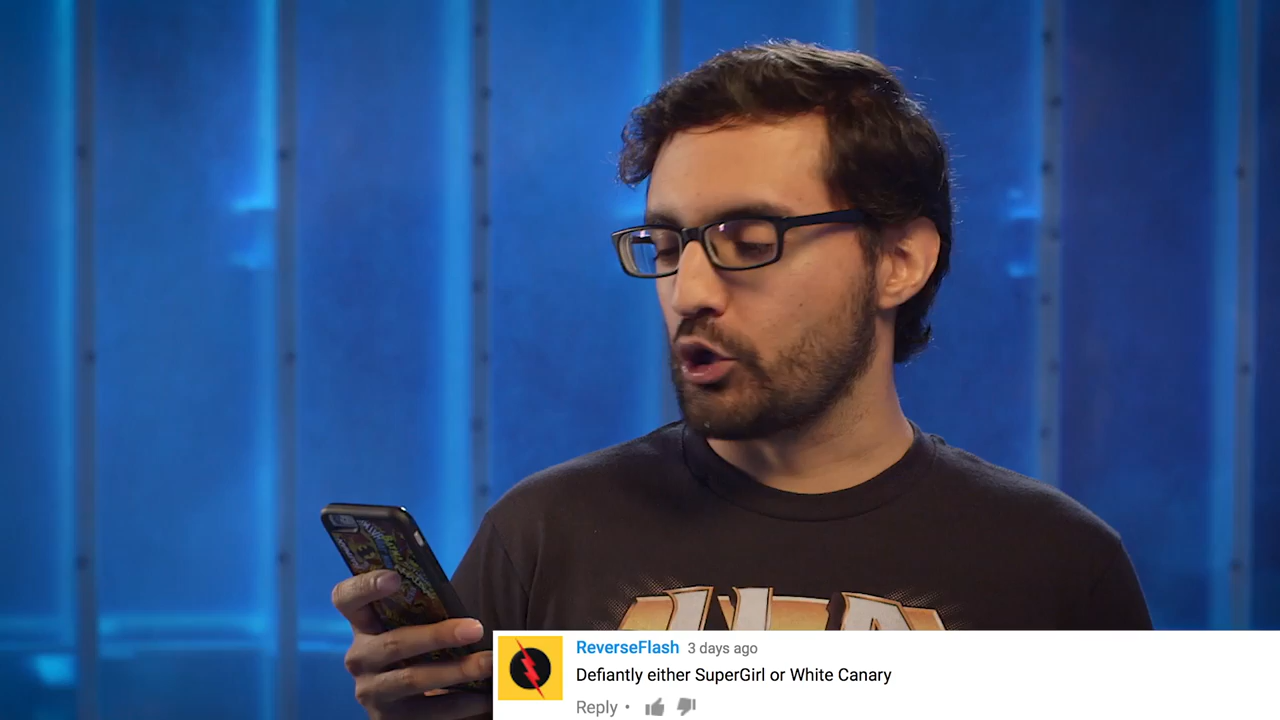 ReverseFlash 3 days ago
Defiantly either SuperGirl or White Canary
Reply •